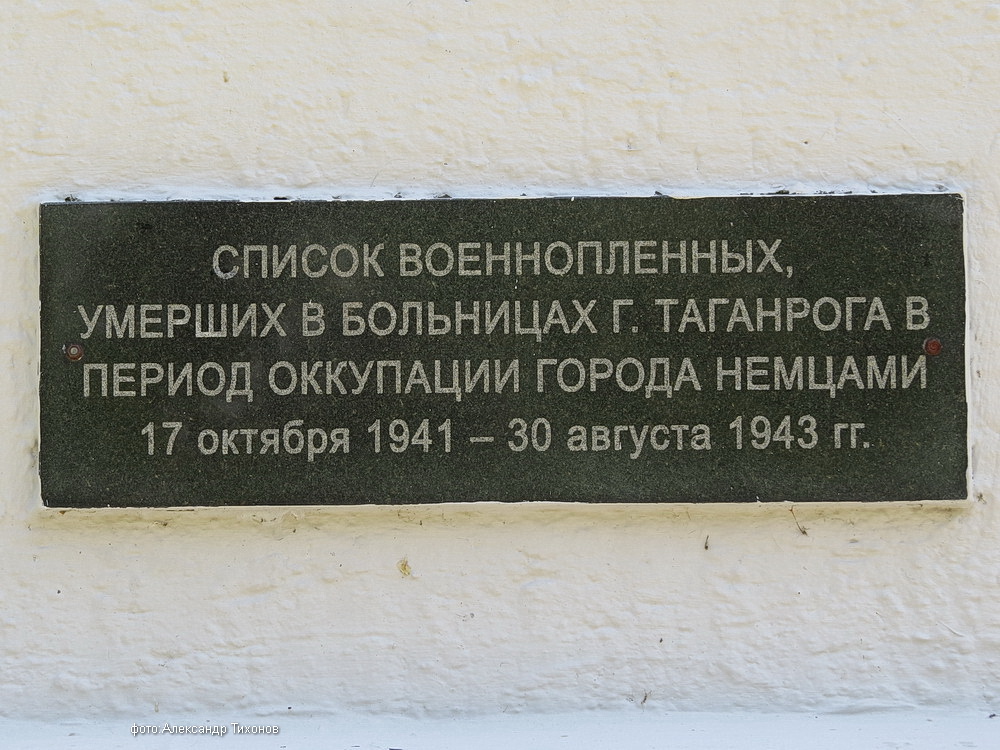 СПИСОК ВОЕННОПЛЕННЫХ,
УМЕРШИХ В БОЛЬНИЦАХ Г. ТАГАНРОГА В
ПЕРИОД ОККУПАЦИИ ГОРОДА НЕМЦАМИ
17 октября 1941 – 30 августа 1943 гг.
фото Александр Тихонов